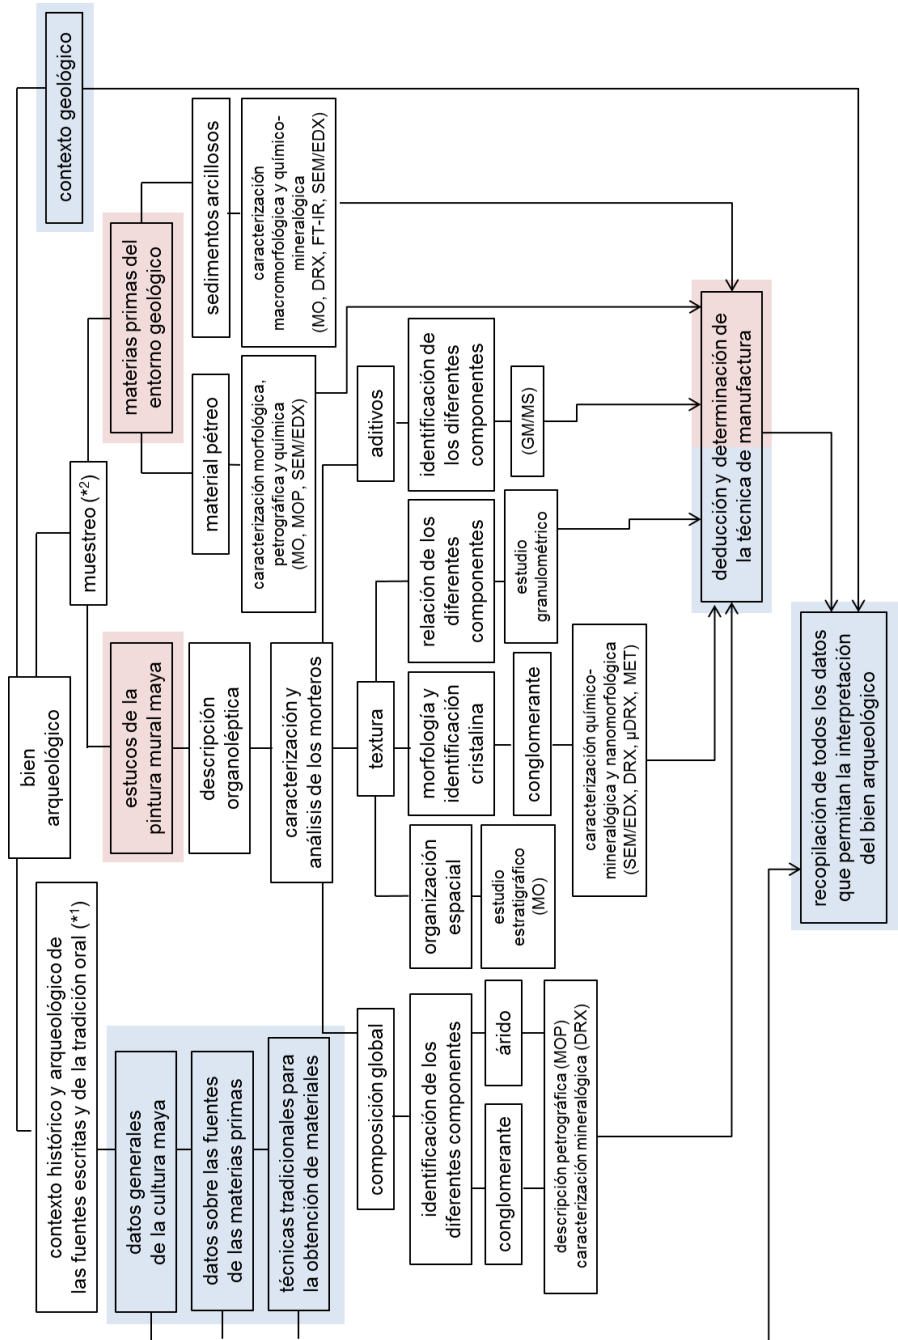 bien
arqueológico
contexto histórico y arqueológico de
las fuentes escritas y de la tradición oral (*1)
muestreo (*2)
contexto geológico
datos generales
de la cultura maya
datos sobre las fuentes
de las materias primas
técnicas tradicionales para
la obtención de materiales
estucos de la
pintura mural maya
descripción
organoléptica
caracterización y
análisis de los morteros
materias primas del
entorno geológico
material pétreo
caracterización morfológica,
petrográfica y química
(MO, MOP, SEM/EDX)
sedimentos arcillosos
caracterización
macromorfológica y químico-
mineralógica
(MO, DRX, FT-IR, SEM/EDX)
composición global
identificación de los
diferentes componentes
conglomerante
árido
descripción petrográfica (MOP)
caracterización mineralógica (DRX)
textura
organización
espacial
estudio
estratigráfico
(MO)
morfología y
identificación
cristalina
conglomerante
caracterización químico-
mineralógica y nanomorfológica
(SEM/EDX, DRX, µDRX, MET)
relación de los
diferentes
componentes
estudio
granulométrico
aditivos
identificación de
los diferentes
componentes
(GM/MS)
deducción y determinación de
la técnica de manufactura
recopilación de todos los datos
que permitan la interpretación
del bien arqueológico